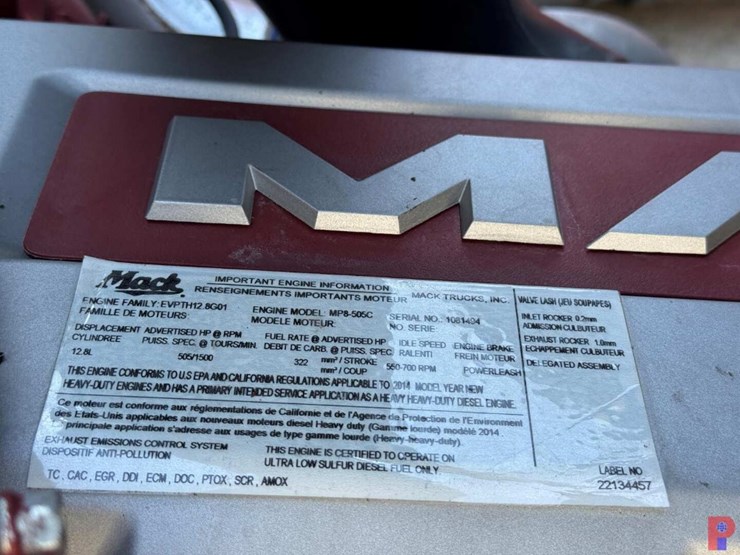 MA
Mack
IMPORTANT ENGINE INFORMATION
RENSEIGNEMENTS IMPORTANTS MOTEUR
MACK TRUCKS, INC.
ENGINE FAMILY: EVPTH12.8G01
FAMILLE DE MOTEURS:
ENGINE MODEL: MP8-505C
MODELE MOTEUR:
SERIAL NO.: 1081494
NO. SERIE:
DISPLACEMENT
CYLINDREE
12.8L
ADVERTISED HP @ RPM
PUISS. SPEC. @ TOURS/MIN.
505/1500
FUEL RATE @ ADVERTISED HP
DEBIT DE CARB. @ PUISS. SPEC
322 mm³ / STROKE
mm³ / COUP
IDLE SPEED
RALENTI
550-700 RPM
ENGINE BRAKE
FREIN MOTEUR
POWERLEASH
THIS ENGINE CONFORMS TO U.S EPA AND CALIFORNIA REGULATIONS APPLICABLE TO 2014 MODEL YEAR NEW
HEAVY-DUTY ENGINES AND HAS A PRIMARY INTENDED SERVICE APPLICATION AS A HEAVY HEAVY-DUTY DIESEL ENGINE.
Ce moteur est conforme aux réglementations de Californie et de l'Agence de Protection de l'Environment
des Etats-Unis applicables aux nouveaux moteurs diesel Heavy duty (Gamme lourde) modèle 2014
principale application s'adresse aux usages de type gamme lourde (Heavy-heavy-duty).
EXHAUST EMISSIONS CONTROL SYSTEM
DISPOSITIF ANTI-POLLUTION
TC , CAC , EGR , DDI , ECM , DOC , PTOX , SCR , AMOX
THIS ENGINE IS CERTIFIED TO OPERATE ON
ULTRA LOW SULFUR DIESEL FUEL ONLY
VALVE LASH (JEU SOUPAPES)
INLET ROCKER 0.2mm
ADMISSION CULBUTEUR
EXHAUST ROCKER 1.0mm
ECHAPPEMENT CULBUTEUR
DELEGATED ASSEMBLY
LABEL NO
22134457